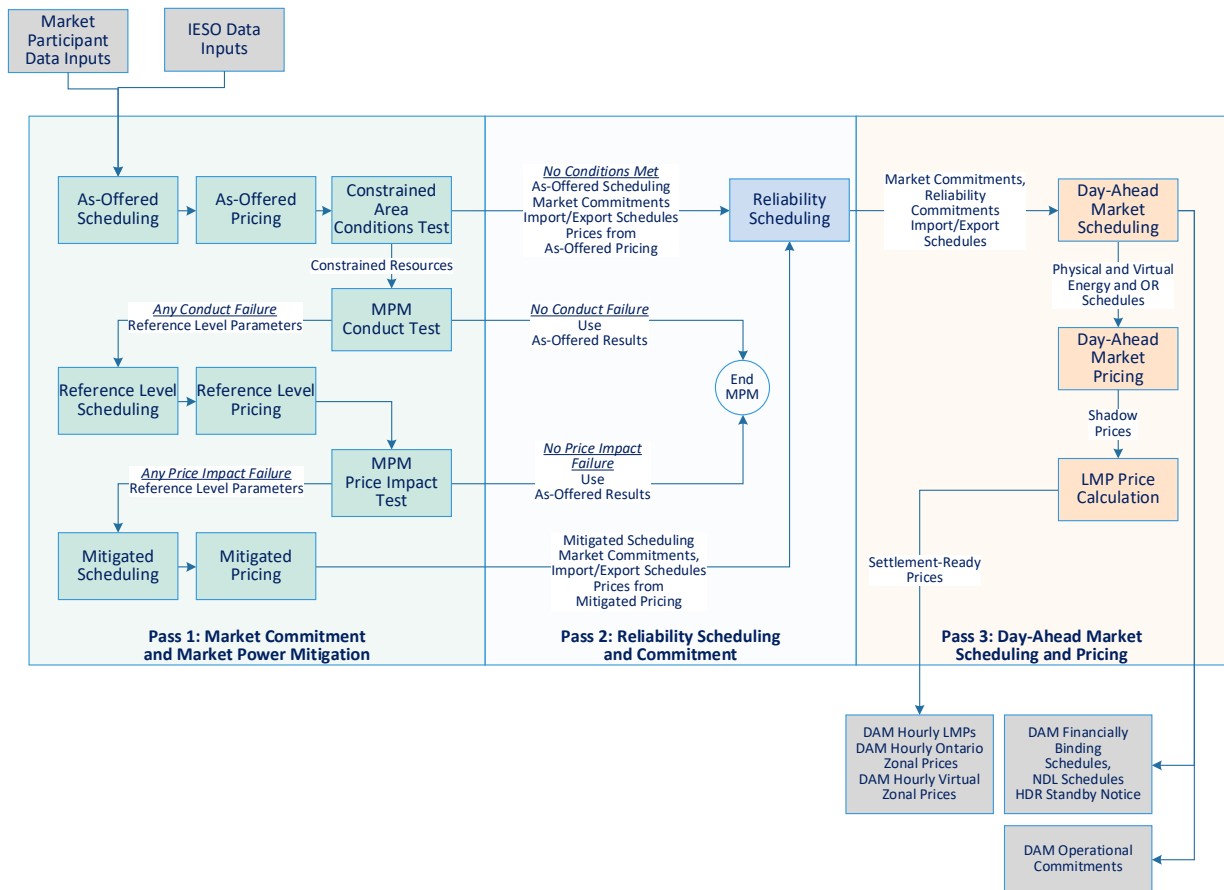 Market
Participant
Data Inputs
IESO Data
Inputs
As-Offered
Scheduling
As-Offered
Pricing
Constrained
Area
Conditions Test
No Conditions Met
As-Offered Scheduling
Market Commitments
Import/Export Schedules
Prices from
As-Offered Pricing
Reliability
Scheduling
Market Commitments,
Reliability
Commitments
Import/Export
Schedules
Day-Ahead
Market
Scheduling
Constrained Resources
Physical and Virtual
Energy and OR
Schedules
Any Conduct Failure
Reference Level Parameters
MPM
Conduct Test
No Conduct Failure
Use
As-Offered Results
Day-Ahead
Market
Pricing
Reference Level
Scheduling
Reference Level
Pricing
End
MPM
Shadow
Prices
Any Price Impact Failure
Reference Level Parameters
MPM
Price Impact
Test
No Price Impact
Failure
Use
As-Offered Results
LMP Price
Calculation
Mitigated
Scheduling
Mitigated
Pricing
Mitigated Scheduling
Market Commitments,
Import/Export Schedules
Prices from
Mitigated Pricing
Settlement-Ready
Prices
Pass 1: Market Commitment
and Market Power Mitigation
Pass 2: Reliability Scheduling
and Commitment
Pass 3: Day-Ahead Market
Scheduling and Pricing
DAM Hourly LMPs
DAM Hourly Ontario
Zonal Prices
DAM Hourly Virtual
Zonal Prices
DAM Financially
Binding
Schedules,
NDL Schedules
HDR Standby Notice
DAM Operational
Commitments